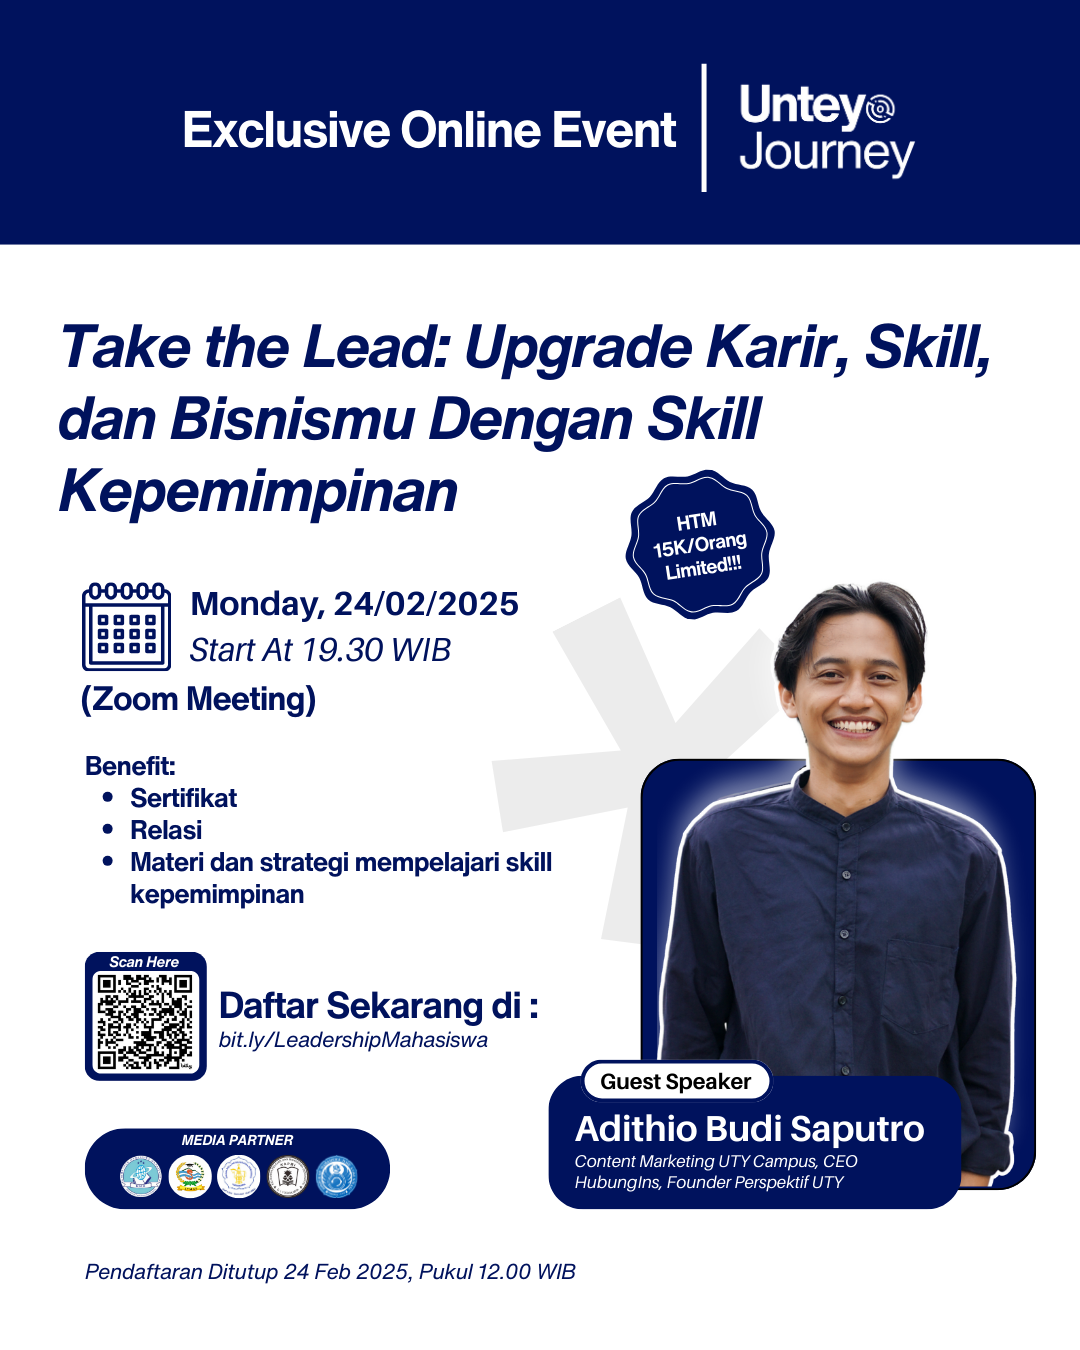 Exclusive Online Event
Untey
Journey
Take the Lead: Upgrade Karir, Skill,
dan Bisnismu Dengan Skill
Kepemimpinan
HTM
15K/Orang
Limited!!!
Monday, 24/02/2025
Start At 19.30 WIB
(Zoom Meeting)
Benefit:
• Sertifikat
• Relasi
• Materi dan strategi mempelajari skill
kepemimpinan
Scan Here
Daftar Sekarang di :
bit.ly/LeadershipMahasiswa
Guest Speaker
Adithio Budi Saputro
Content Marketing UTY Campus, CEO
HubungIns, Founder Perspektif UTY
MEDIA PARTNER
Pendaftaran Ditutup 24 Feb 2025, Pukul 12.00 WIB